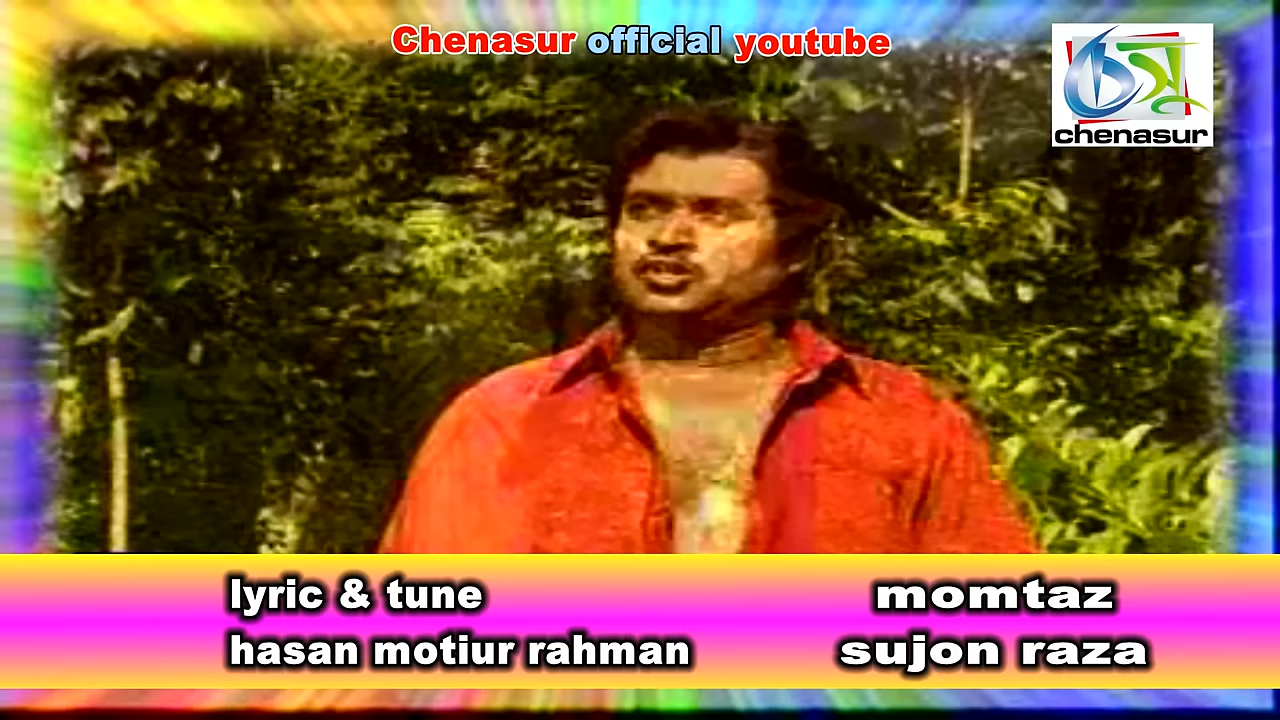 Chenasur official youtube
চেনাসুর
chenasur
lyric & tune
momtaz
hasan motiur rahman
sujon raza